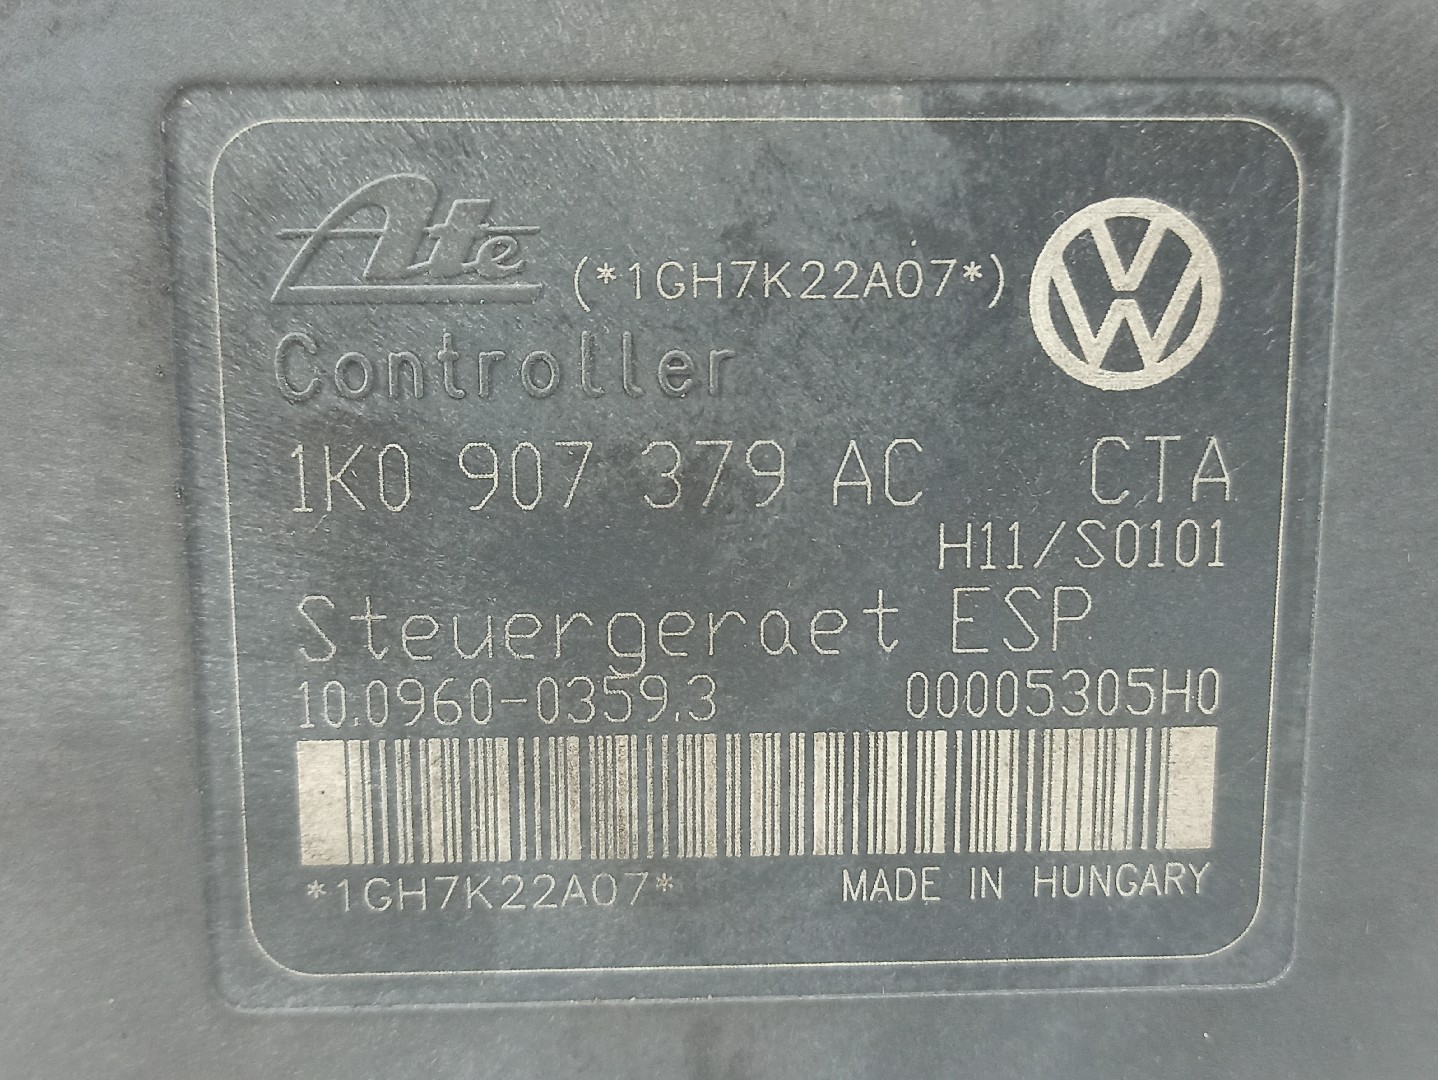 Ate (*1GH7K22A07*)
Controller
1K0 907 379 AC CTA
H11/S0101
Steuergeraet ESP
10.0960-0359.3 00005305H0
*1GH7K22A07* MADE IN HUNGARY